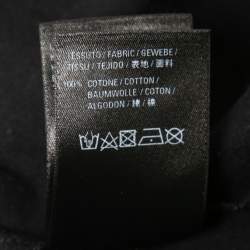 TESSUTO / FABRIC / GEWEBE /
TISSU / TEJIDO / 表地 / 面料
100% COTONE / COTTON /
BAUMWOLLE / COTON /
ALGODON / 綿 / 棉